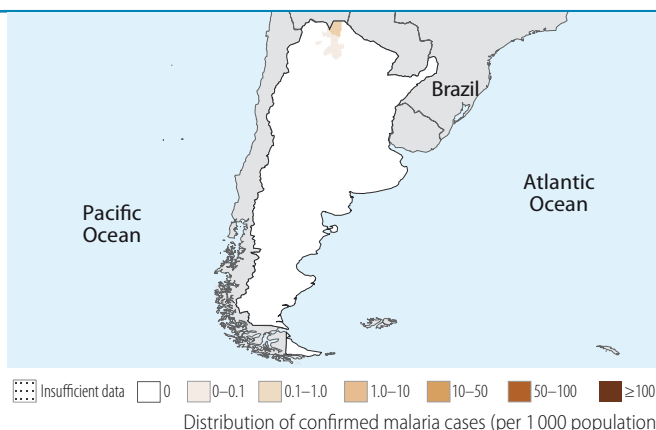 Brazil
Pacific
Ocean
Atlantic
Ocean
Insufficient data 0 0–0.1 0.1–1.0 1.0–10 10–50 50–100 ≥100
Distribution of confirmed malaria cases (per 1 000 population